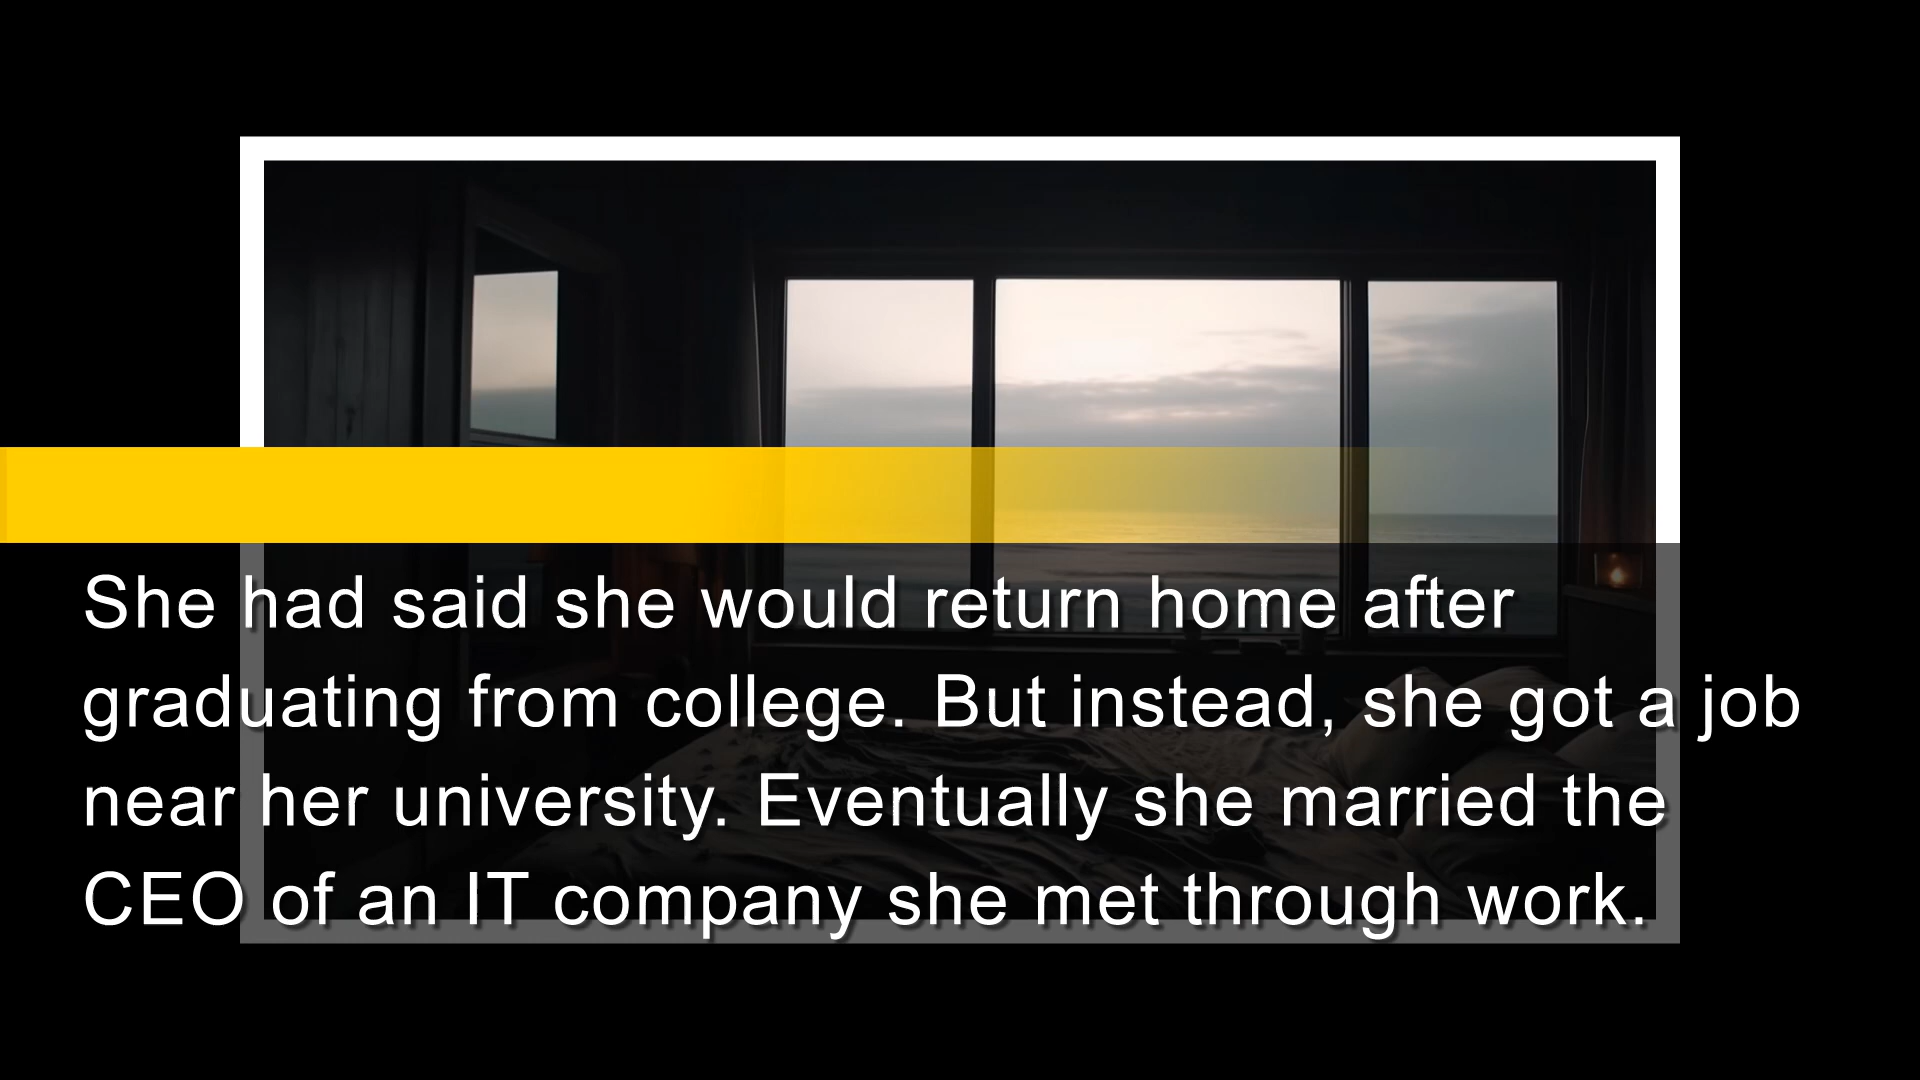 She had said she would return home after
graduating from college. But instead, she got a job
near her university. Eventually she married the
CEO of an IT company she met through work.